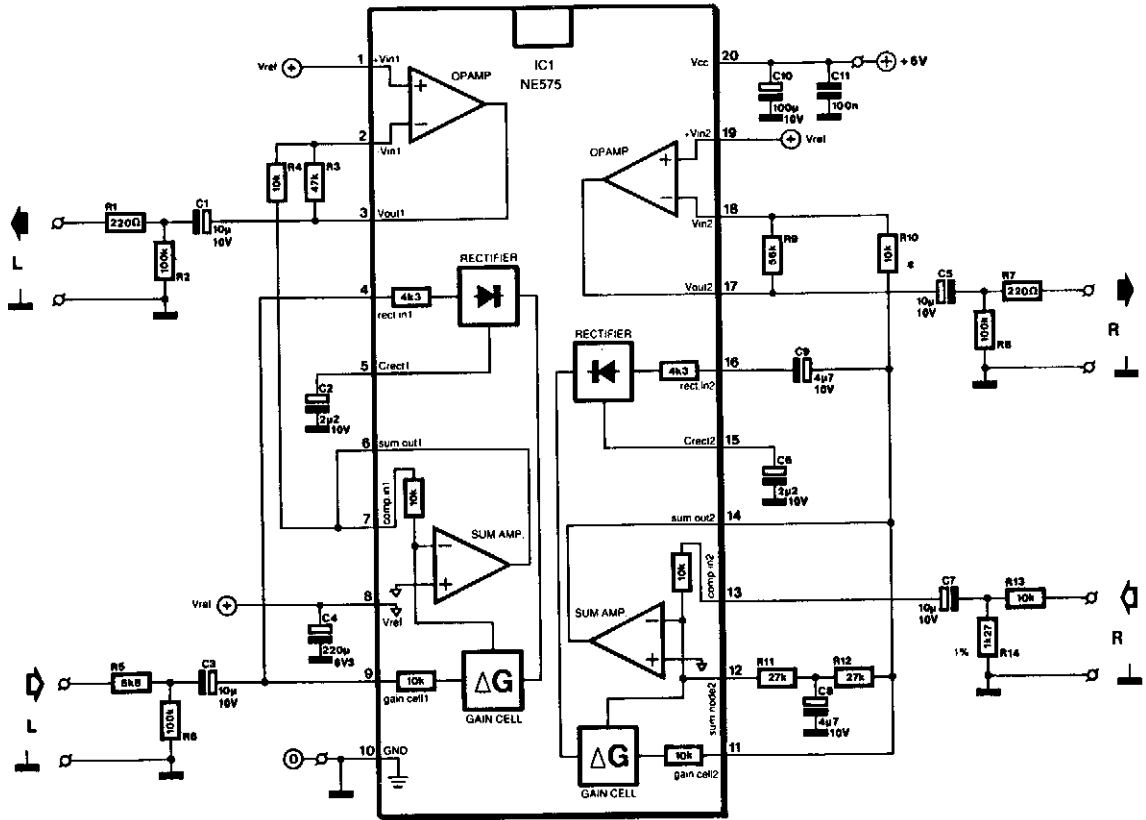 IC1
NE575
1
+Vin1
Vref
OPAMP
2
-Vin1
R4
10k
R3
47k
3
Vout1
R1
220Ω
C1
10µ
10V
L
100k
R2
RECTIFIER
4
4k3
rect in1
5
Crect1
C2
2µ2
10V
6
sum out1
7
comp.in1
10k
SUM AMP.
8
Vref
Vref
C4
220µ
6V3
9
10k
gain cell1
ΔG
GAIN CELL
R5
6k8
C3
10µ
10V
L
100k
R6
0
10
GND
Vcc
20
C10
100µ
10V
C11
100n
+Vin2
19
Vref
OPAMP
18
Vin2
R9
R10
10k
Vout2
17
C5
10µ
10V
R7
220Ω
100k
R8
R
RECTIFIER
4k3
rect in2
16
C9
4µ7
10V
Crect2
15
C6
2µ2
10V
sum out2
14
10k
comp.in2
13
SUM AMP.
C7
10µ
10V
R13
10k
1%
1k27
R14
R
12
sum node2
R11
27k
R12
27k
C8
4µ7
10V
ΔG
GAIN CELL
10k
gain cell2
11